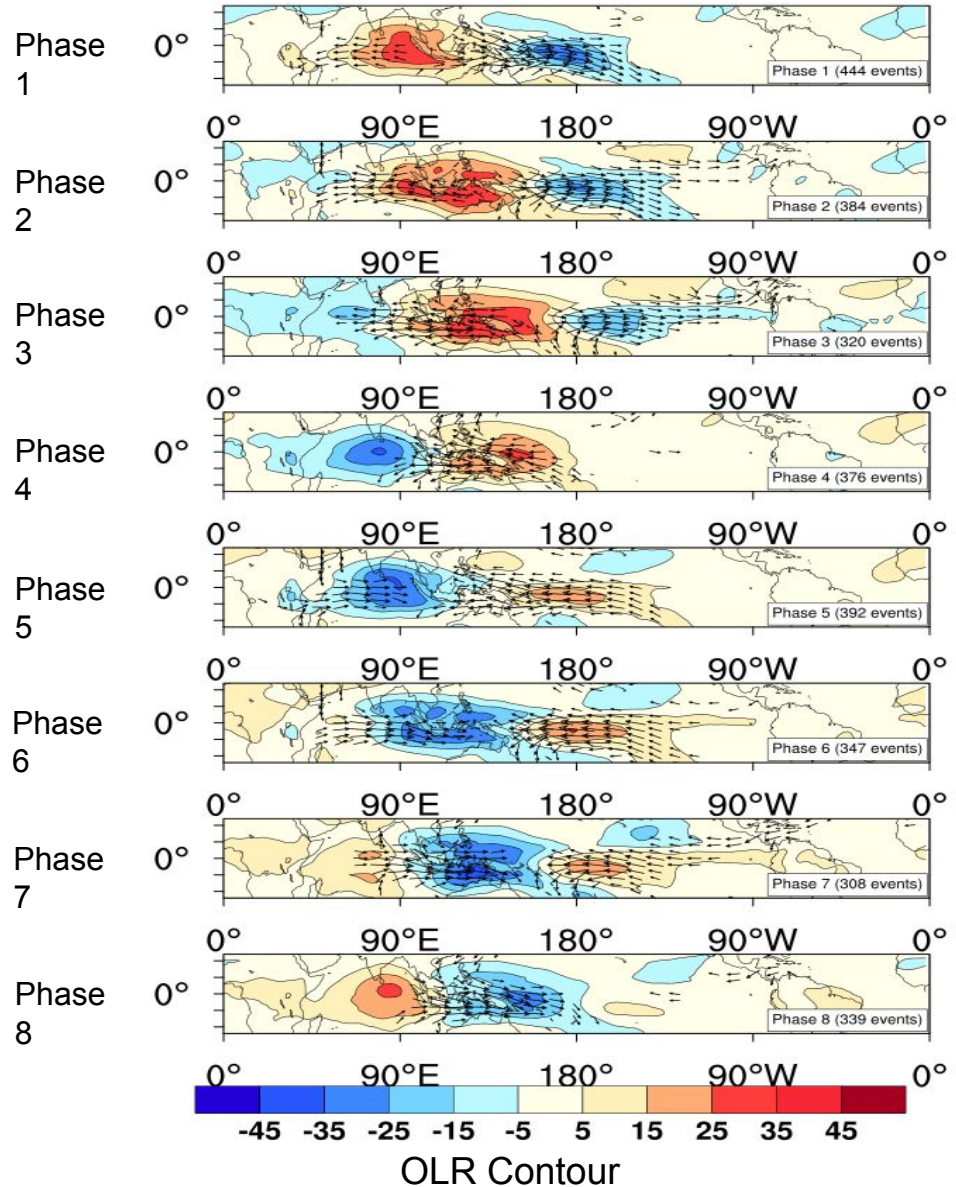 Phase 1
0°
Phase 1 (444 events)
0° 90°E 180° 90°W 0°
Phase 2
0°
Phase 2 (384 events)
0° 90°E 180° 90°W 0°
Phase 3
0°
Phase 3 (320 events)
0° 90°E 180° 90°W 0°
Phase 4
0°
Phase 4 (376 events)
0° 90°E 180° 90°W 0°
Phase 5
0°
Phase 5 (392 events)
0° 90°E 180° 90°W 0°
Phase 6
0°
Phase 6 (347 events)
0° 90°E 180° 90°W 0°
Phase 7
0°
Phase 7 (308 events)
0° 90°E 180° 90°W 0°
Phase 8
0°
Phase 8 (339 events)
0° 90°E 180° 90°W 0°
-45 -35 -25 -15 -5 5 15 25 35 45
OLR Contour